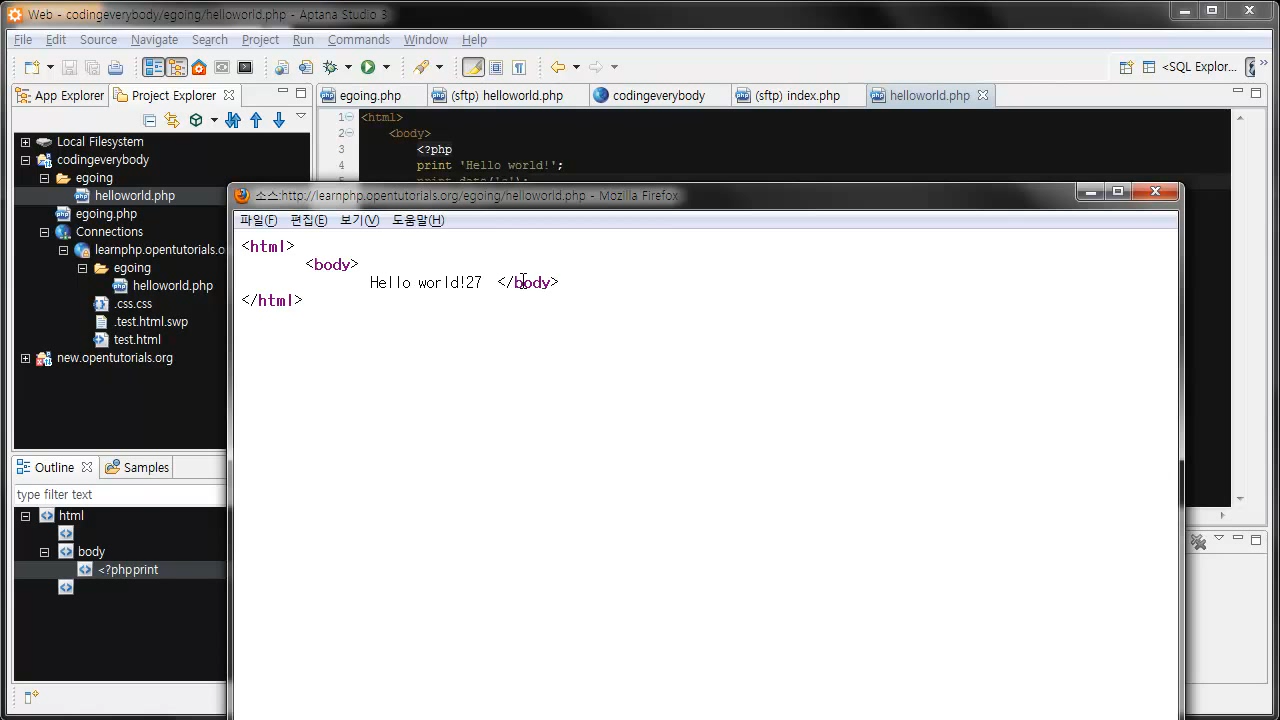 Web - codingeverybody/egoing/helloworld.php - Aptana Studio 3
File Edit Source Navigate Search Project Run Commands Window Help
<SQL Explor...
App Explorer Project Explorer
egoing.php (sftp) helloworld.php codingeverybody (sftp) index.php helloworld.php
Local Filesystem
codingeverybody
egoing
helloworld.php
egoing.php
Connections
learnphp.opentutorials.o
egoing
helloworld.php
.css.css
.test.html.swp
test.html
new.opentutorials.org
1 <html>
2 <body>
3 <?php
4 print 'Hello world!';
소스:http://learnphp.opentutorials.org/egoing/helloworld.php - Mozilla Firefox
파일(F) 편집(E) 보기(V) 도움말(H)
<html>
<body>
Hello world!27 </body>
</html>
Outline Samples
type filter text
html
body
<?phpprint